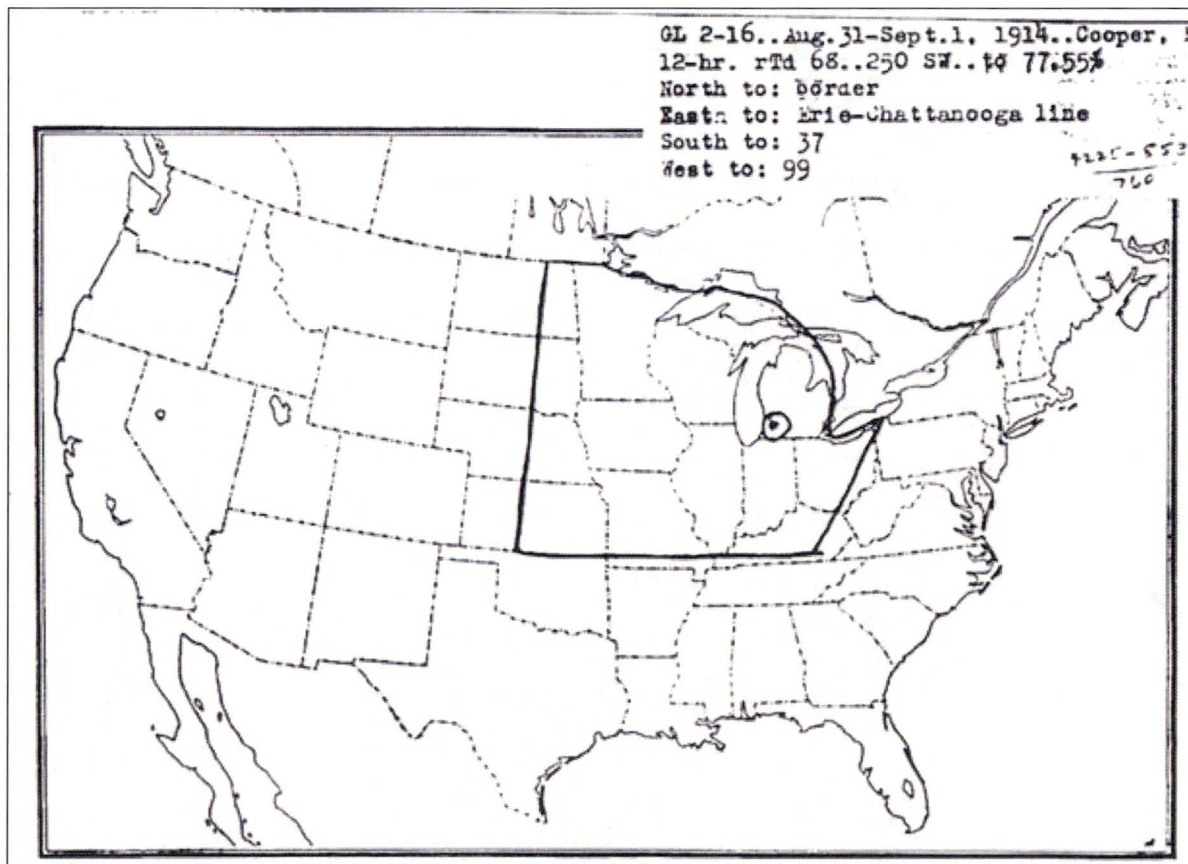 GL 2-16..Aug.31-Sept.1, 1914..Cooper,
12-hr. rTd 68..250 SW..to 77.55%
North to: border
East to: Erie-Chattanooga line
South to: 37
West to: 99